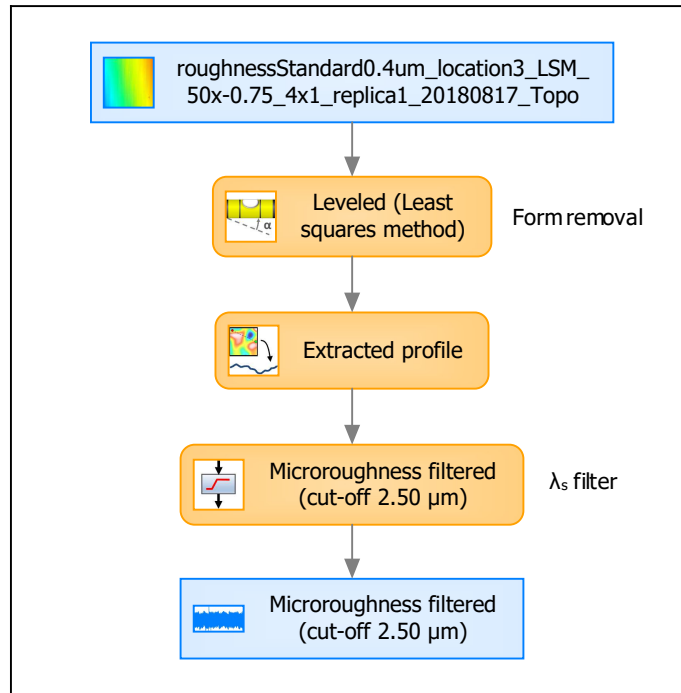 roughnessStandard0.4um_location3_LSM_
50x-0.75_4x1_replica1_20180817_Topo
Leveled (Least
squares method)
Form removal
α
Extracted profile
Microroughness filtered
(cut-off 2.50 µm)
λs filter
Microroughness filtered
(cut-off 2.50 µm)